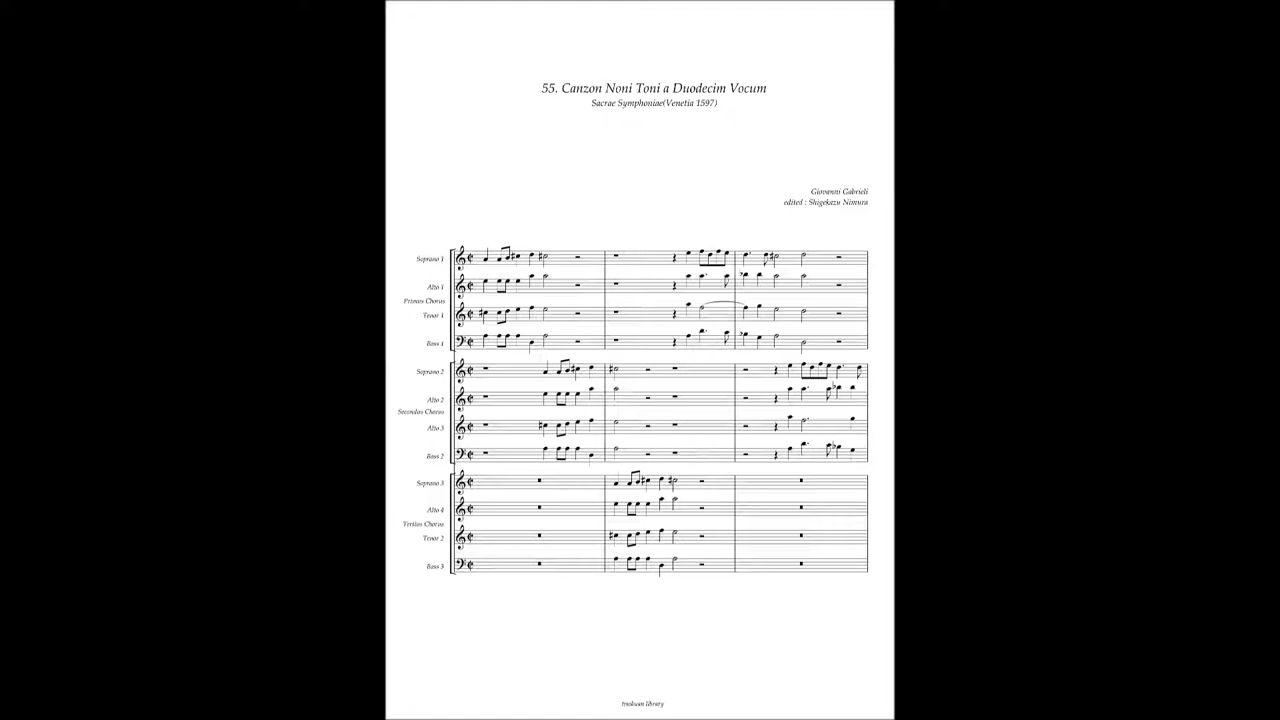 55. Canzon Noni Toni a Duodecim Vocum
Sacrae Symphoniae(Venetia 1597)
Giovanni Gabrieli
edited : Shigekazu Nimura
Soprano 1
Alto 1
Primus Chorus
Tenor 1
Bass 1
Soprano 2
Alto 2
Secundus Chorus
Alto 3
Bass 2
Soprano 3
Alto 4
Tertius Chorus
Tenor 2
Bass 3
library